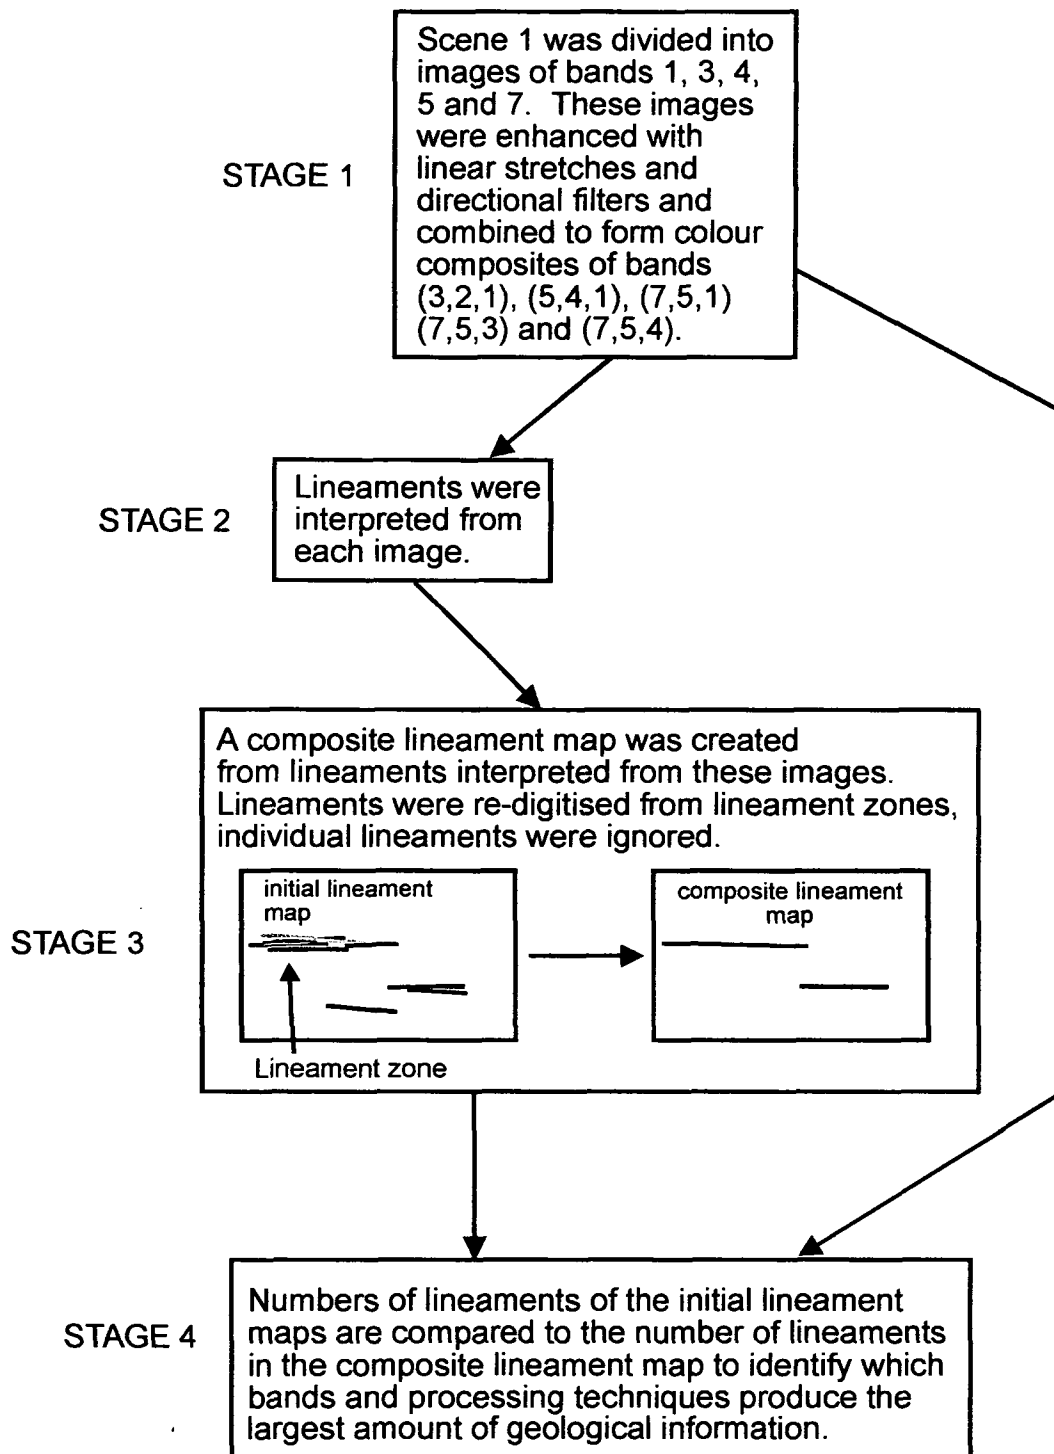 Scene 1 was divided into
images of bands 1, 3, 4,
5 and 7. These images
were enhanced with
linear stretches and
directional filters and
combined to form colour
composites of bands
(3,2,1), (5,4,1), (7,5,1)
(7,5,3) and (7,5,4).
STAGE 1
Lineaments were
interpreted from
each image.
STAGE 2
A composite lineament map was created
from lineaments interpreted from these images.
Lineaments were re-digitised from lineament zones,
individual lineaments were ignored.
initial lineament
map
composite lineament
map
STAGE 3
Lineament zone
Numbers of lineaments of the initial lineament
maps are compared to the number of lineaments
in the composite lineament map to identify which
bands and processing techniques produce the
largest amount of geological information.
STAGE 4